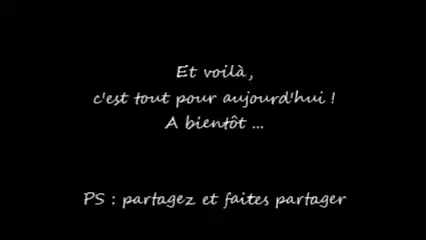 Et voilà,
c'est tout pour aujourd'hui !
A bientôt ...
PS : partagez et faites partager